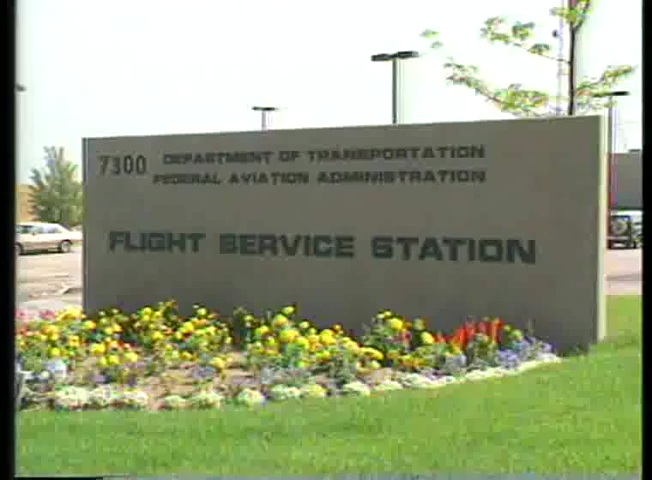 7300 DEPARTMENT OF TRANSPORTATION
FEDERAL AVIATION ADMINISTRATION
FLIGHT SERVICE STATION